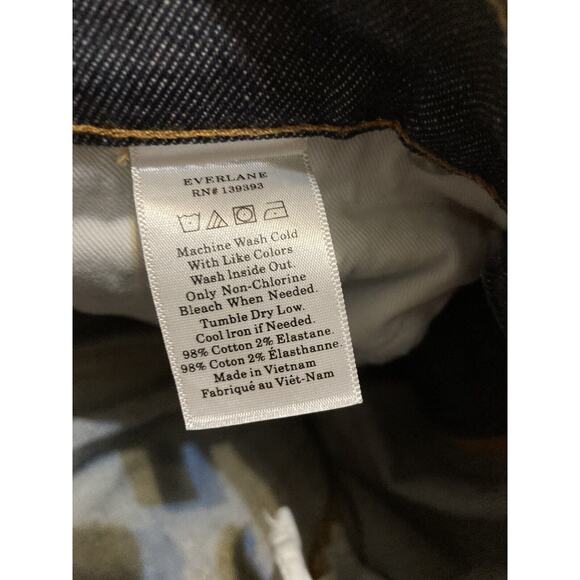 EVERLANE
RN# 139393
Machine Wash Cold
With Like Colors
Wash Inside Out.
Only Non-Chlorine
Bleach When Needed.
Tumble Dry Low.
Cool Iron if Needed.
98% Cotton 2% Elastane.
98% Coton 2% Élasthanne.
Made in Vietnam
Fabriqué au Viêt-Nam